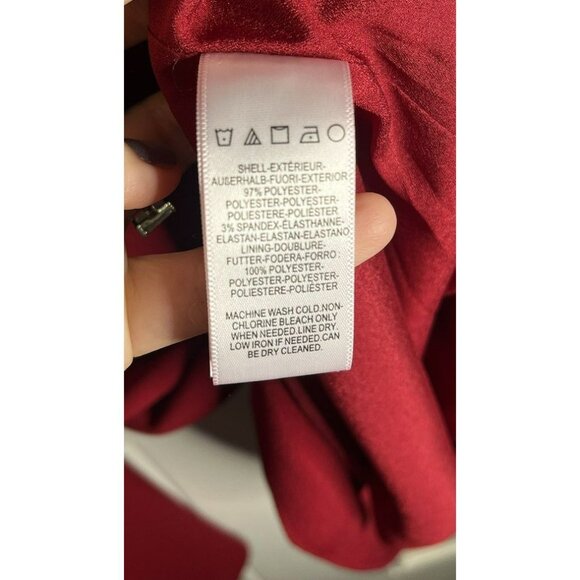 SHELL-EXTÉRIEUR-
AUßERHALB-FUORI-EXTERIOR
97% POLYESTER-
POLYESTER-POLYESTER-
POLIESTERE-POLIÉSTER
3% SPANDEX-ÉLASTHANNE-
ELASTAN-ELASTAN-ELASTANO
LINING-DOUBLURE-
FUTTER-FODERA-FORRO
100% POLYESTER-
POLYESTER-POLYESTER-
POLIESTERE-POLIÉSTER
MACHINE WASH COLD.NON-
CHLORINE BLEACH ONLY
WHEN NEEDED.LINE DRY.
LOW IRON IF NEEDED.CAN
BE DRY CLEANED.